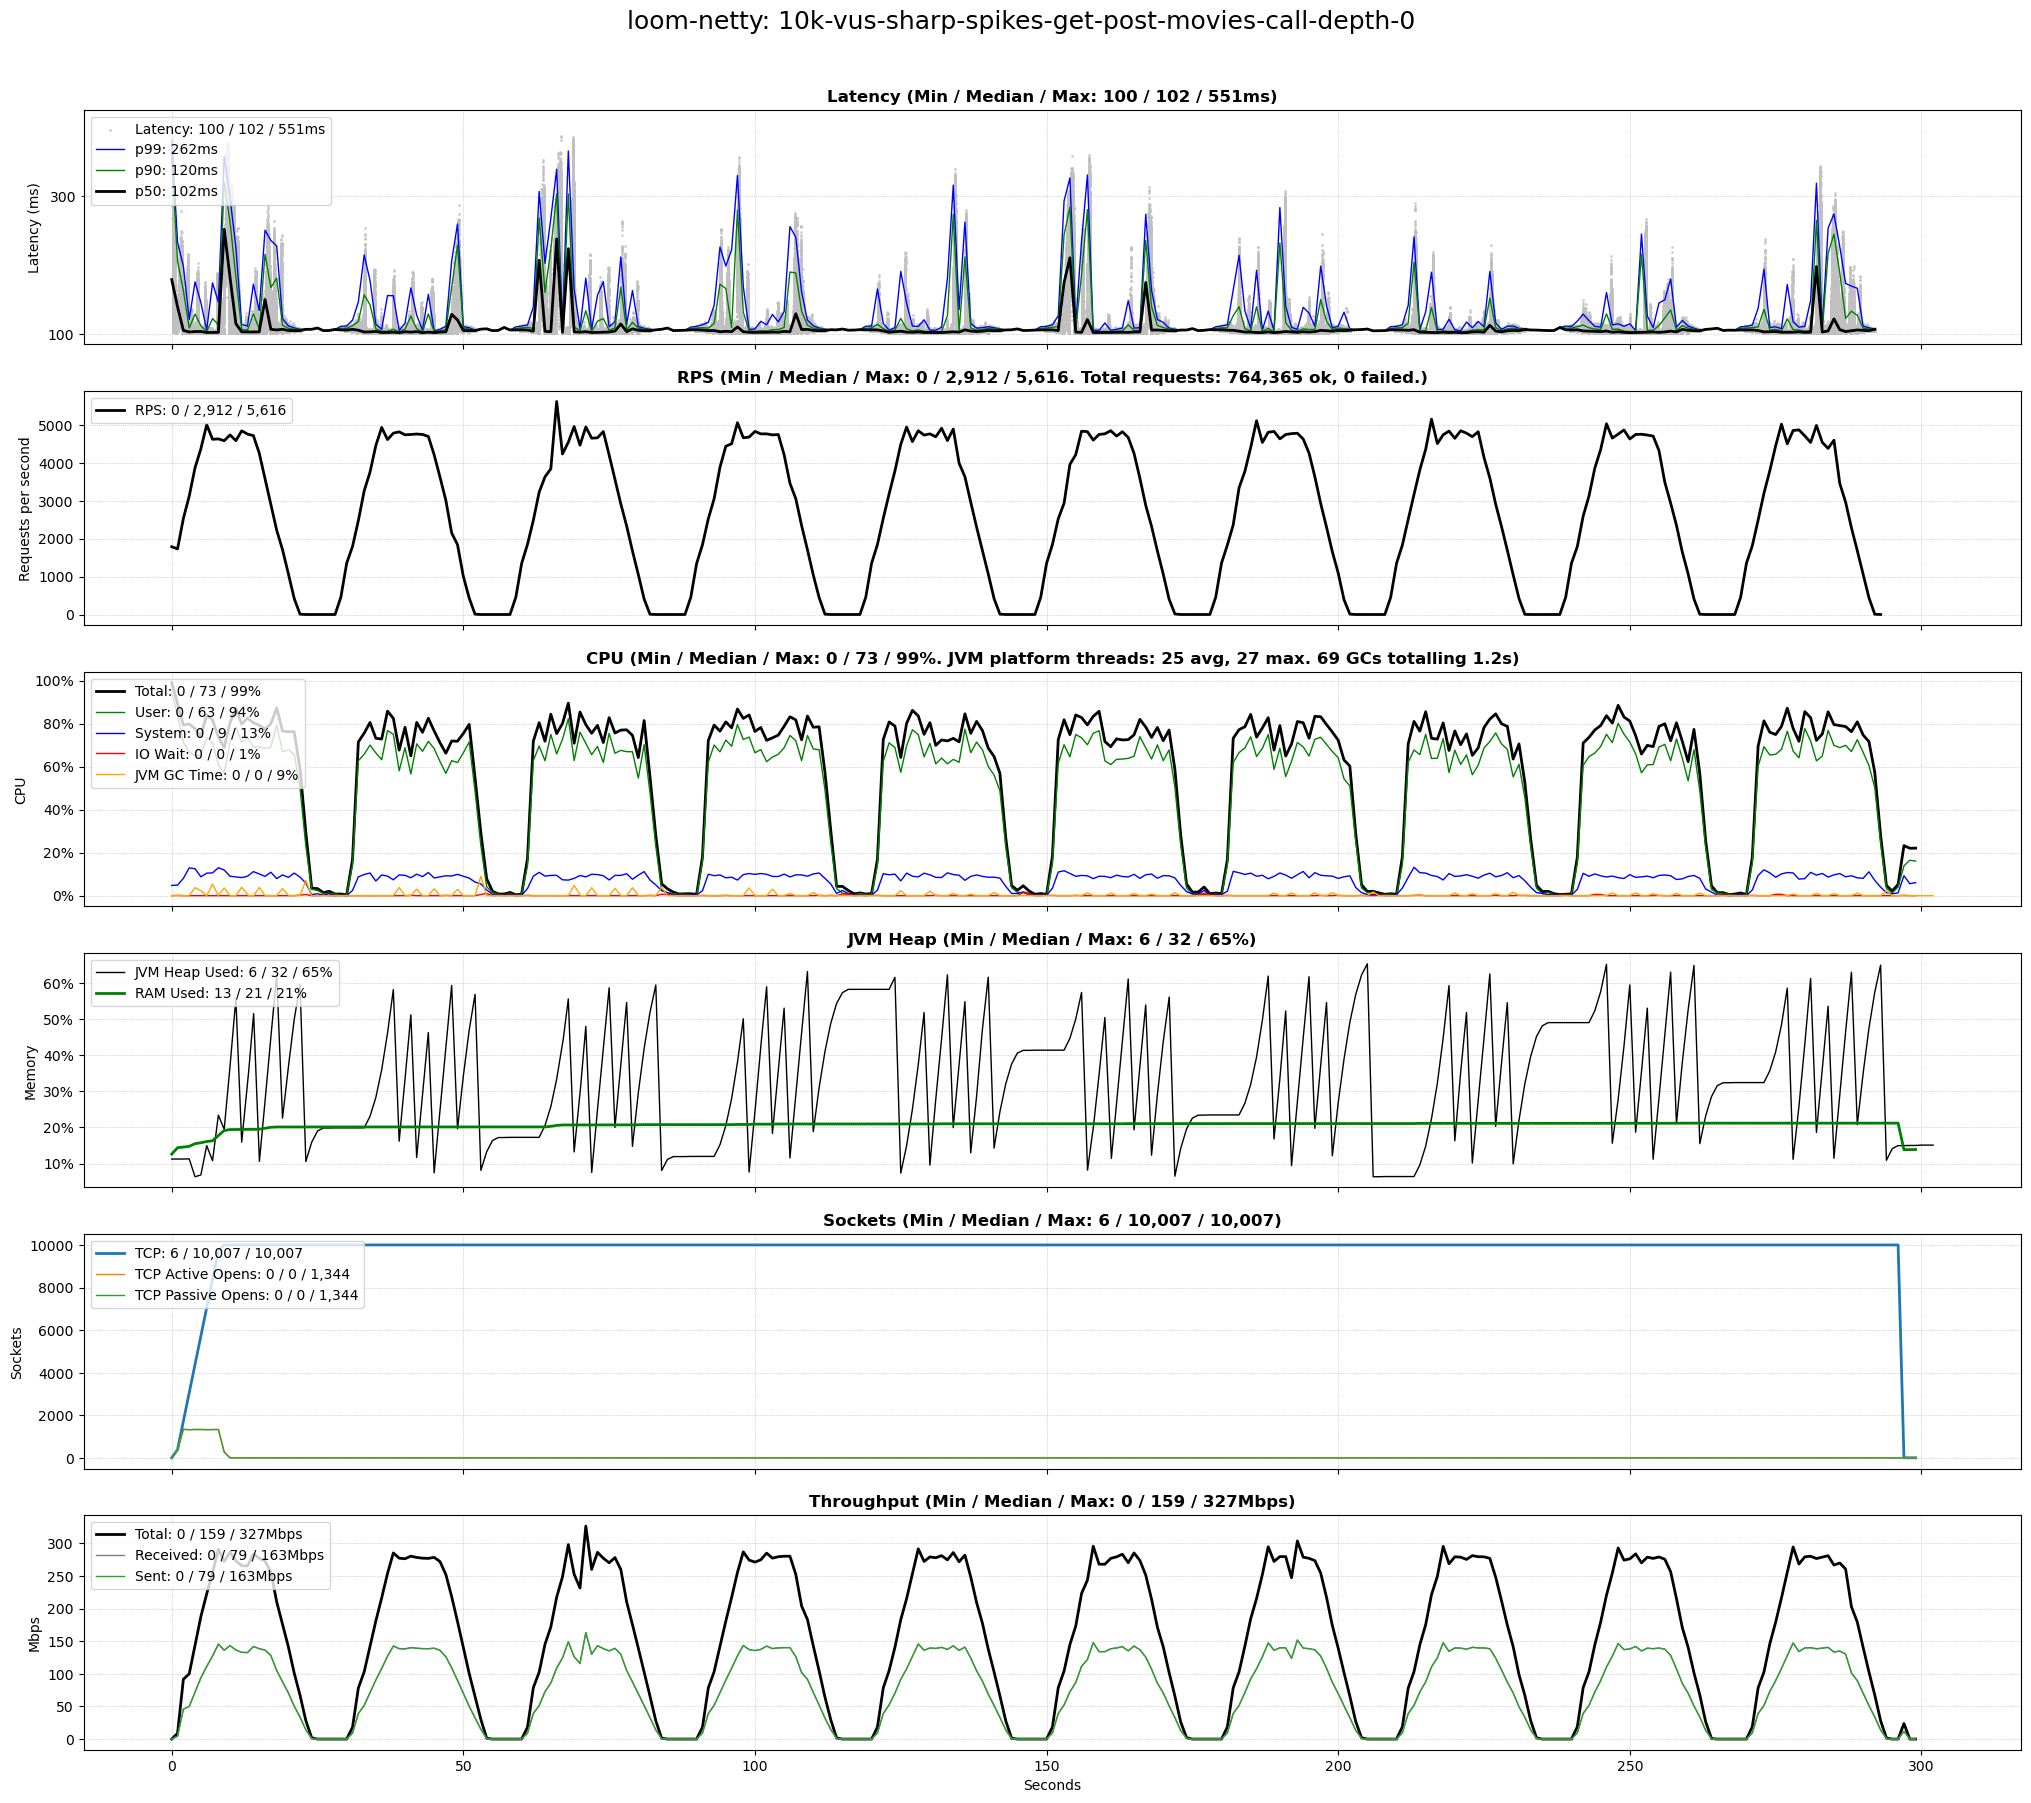 loom-netty: 10k-vus-sharp-spikes-get-post-movies-call-depth-0
Latency (Min / Median / Max: 100 / 102 / 551ms)
Latency: 100 / 102 / 551ms
p99: 262ms
p90: 120ms
p50: 102ms
Latency (ms)
300
100
RPS (Min / Median / Max: 0 / 2,912 / 5,616. Total requests: 764,365 ok, 0 failed.)
RPS: 0 / 2,912 / 5,616
Requests per second
5000
4000
3000
2000
1000
0
CPU (Min / Median / Max: 0 / 73 / 99%. JVM platform threads: 25 avg, 27 max. 69 GCs totalling 1.2s)
Total: 0 / 73 / 99%
User: 0 / 63 / 94%
System: 0 / 9 / 13%
IO Wait: 0 / 0 / 1%
JVM GC Time: 0 / 0 / 9%
CPU
100%
80%
60%
40%
20%
0%
JVM Heap (Min / Median / Max: 6 / 32 / 65%)
JVM Heap Used: 6 / 32 / 65%
RAM Used: 13 / 21 / 21%
Memory
60%
50%
40%
30%
20%
10%
Sockets (Min / Median / Max: 6 / 10,007 / 10,007)
TCP: 6 / 10,007 / 10,007
TCP Active Opens: 0 / 0 / 1,344
TCP Passive Opens: 0 / 0 / 1,344
Sockets
10000
8000
6000
4000
2000
0
Throughput (Min / Median / Max: 0 / 159 / 327Mbps)
Total: 0 / 159 / 327Mbps
Received: 0 / 79 / 163Mbps
Sent: 0 / 79 / 163Mbps
Mbps
300
250
200
150
100
50
0
0 50 100 150 200 250 300
Seconds